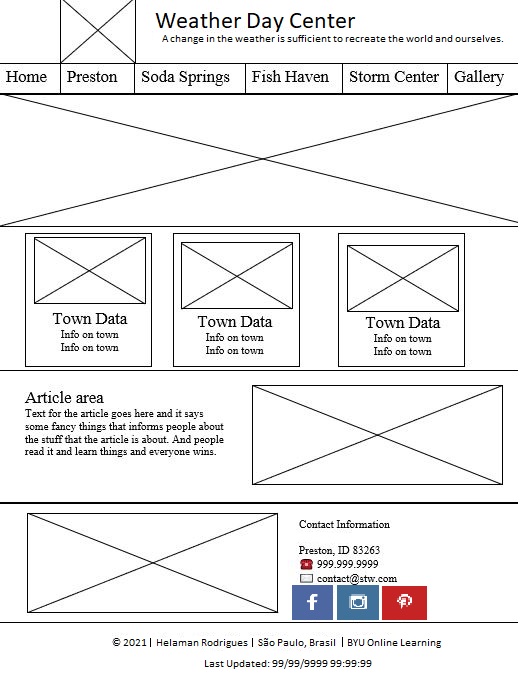 Weather Day Center
A change in the weather is sufficient to recreate the world and ourselves.
Home Preston Soda Springs Fish Haven Storm Center Gallery
Town Data
Info on town
Info on town
Town Data
Info on town
Info on town
Town Data
Info on town
Info on town
Article area
Text for the article goes here and it says
some fancy things that informs people about
the stuff that the article is about. And people
read it and learn things and everyone wins.
Contact Information
Preston, ID 83263
999.999.9999
contact@stw.com
© 2021| Helaman Rodrigues | São Paulo, Brasil | BYU Online Learning
Last Updated: 99/99/9999 99:99:99